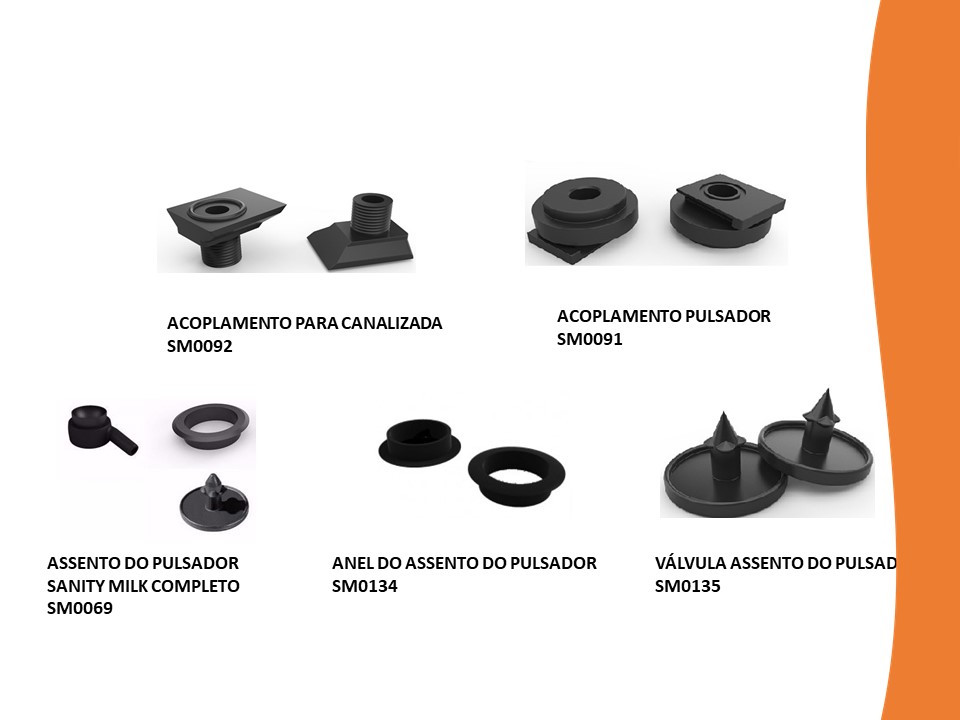 ACOPLAMENTO PARA CANALIZADA
SM0092
ACOPLAMENTO PULSADOR
SM0091
ASSENTO DO PULSADOR
SANITY MILK COMPLETO
SM0069
ANEL DO ASSENTO DO PULSADOR
SM0134
VÁLVULA ASSENTO DO PULSAD
SM0135